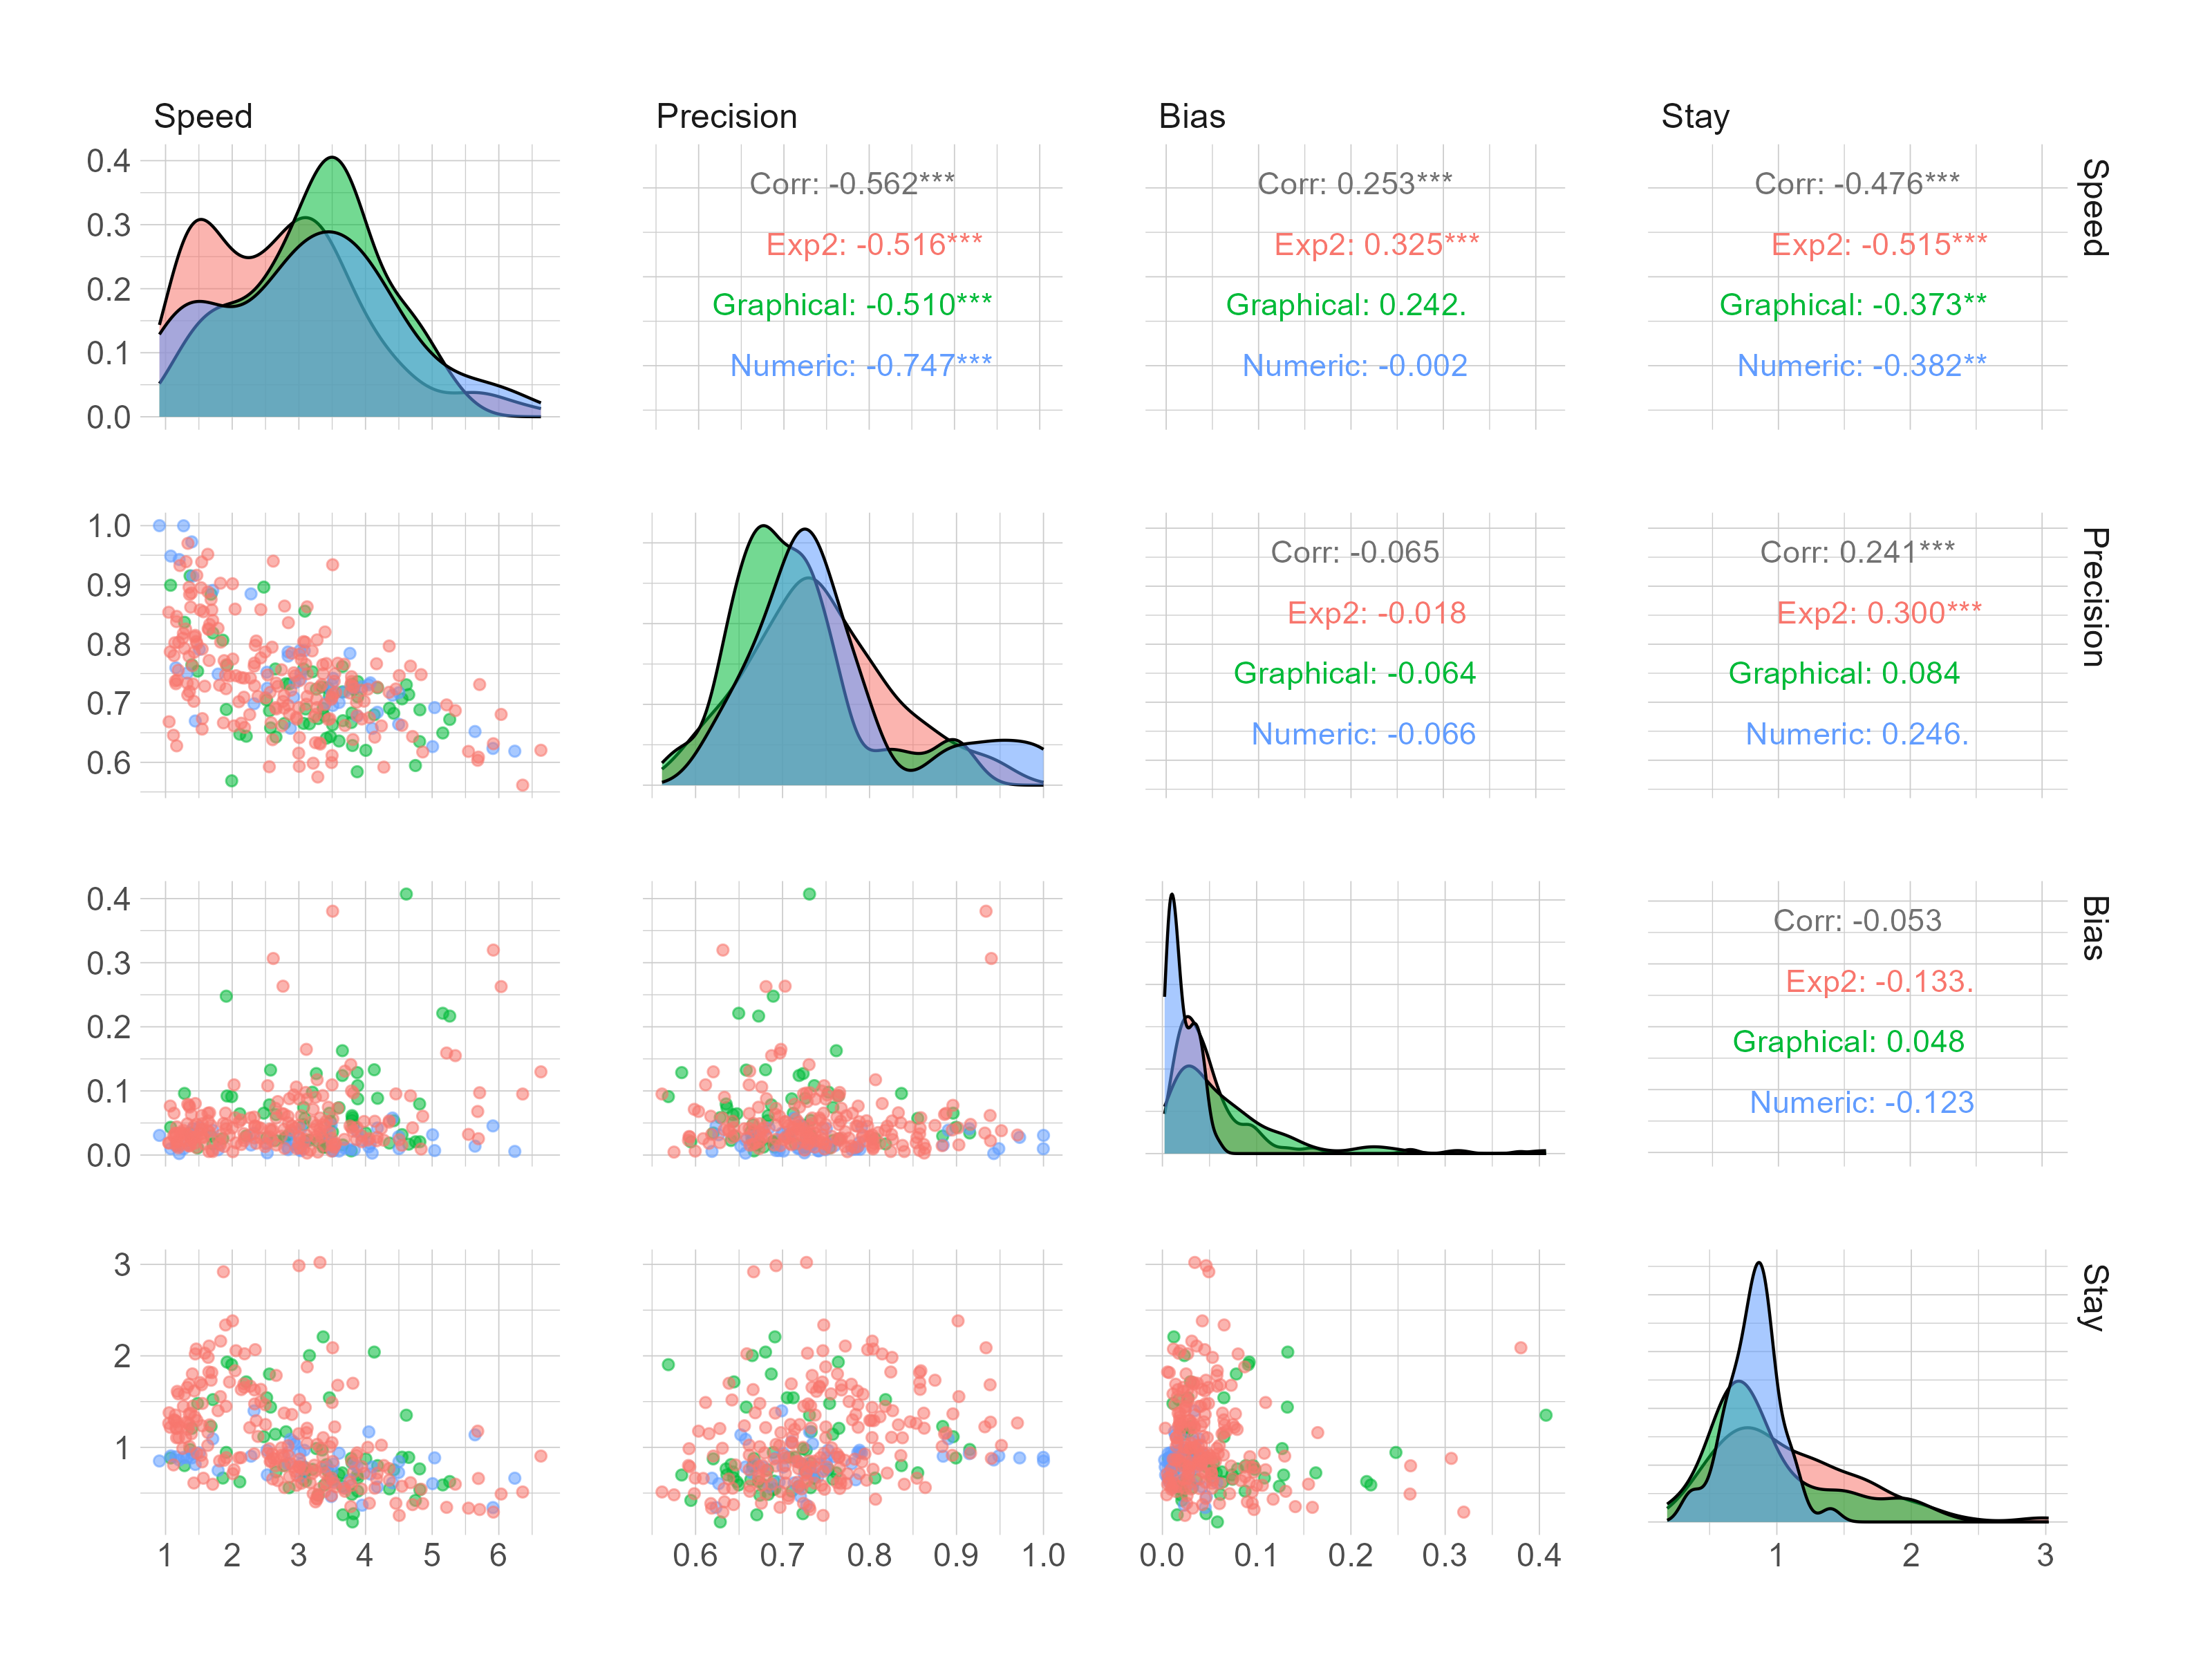 Speed Precision Bias Stay
0.4
0.3
0.2
0.1
0.0
Corr: -0.562***
Exp2: -0.516***
Graphical: -0.510***
Numeric: -0.747***
Corr: 0.253***
Exp2: 0.325***
Graphical: 0.242.
Numeric: -0.002
Corr: -0.476***
Exp2: -0.515***
Graphical: -0.373**
Numeric: -0.382**
Speed
1.0
0.9
0.8
0.7
0.6
Corr: -0.065
Exp2: -0.018
Graphical: -0.064
Numeric: -0.066
Corr: 0.241***
Exp2: 0.300***
Graphical: 0.084
Numeric: 0.246.
Precision
0.4
0.3
0.2
0.1
0.0
Corr: -0.053
Exp2: -0.133.
Graphical: 0.048
Numeric: -0.123
Bias
3
2
1
Stay
1 2 3 4 5 6
0.6 0.7 0.8 0.9 1.0
0.0 0.1 0.2 0.3 0.4
1 2 3